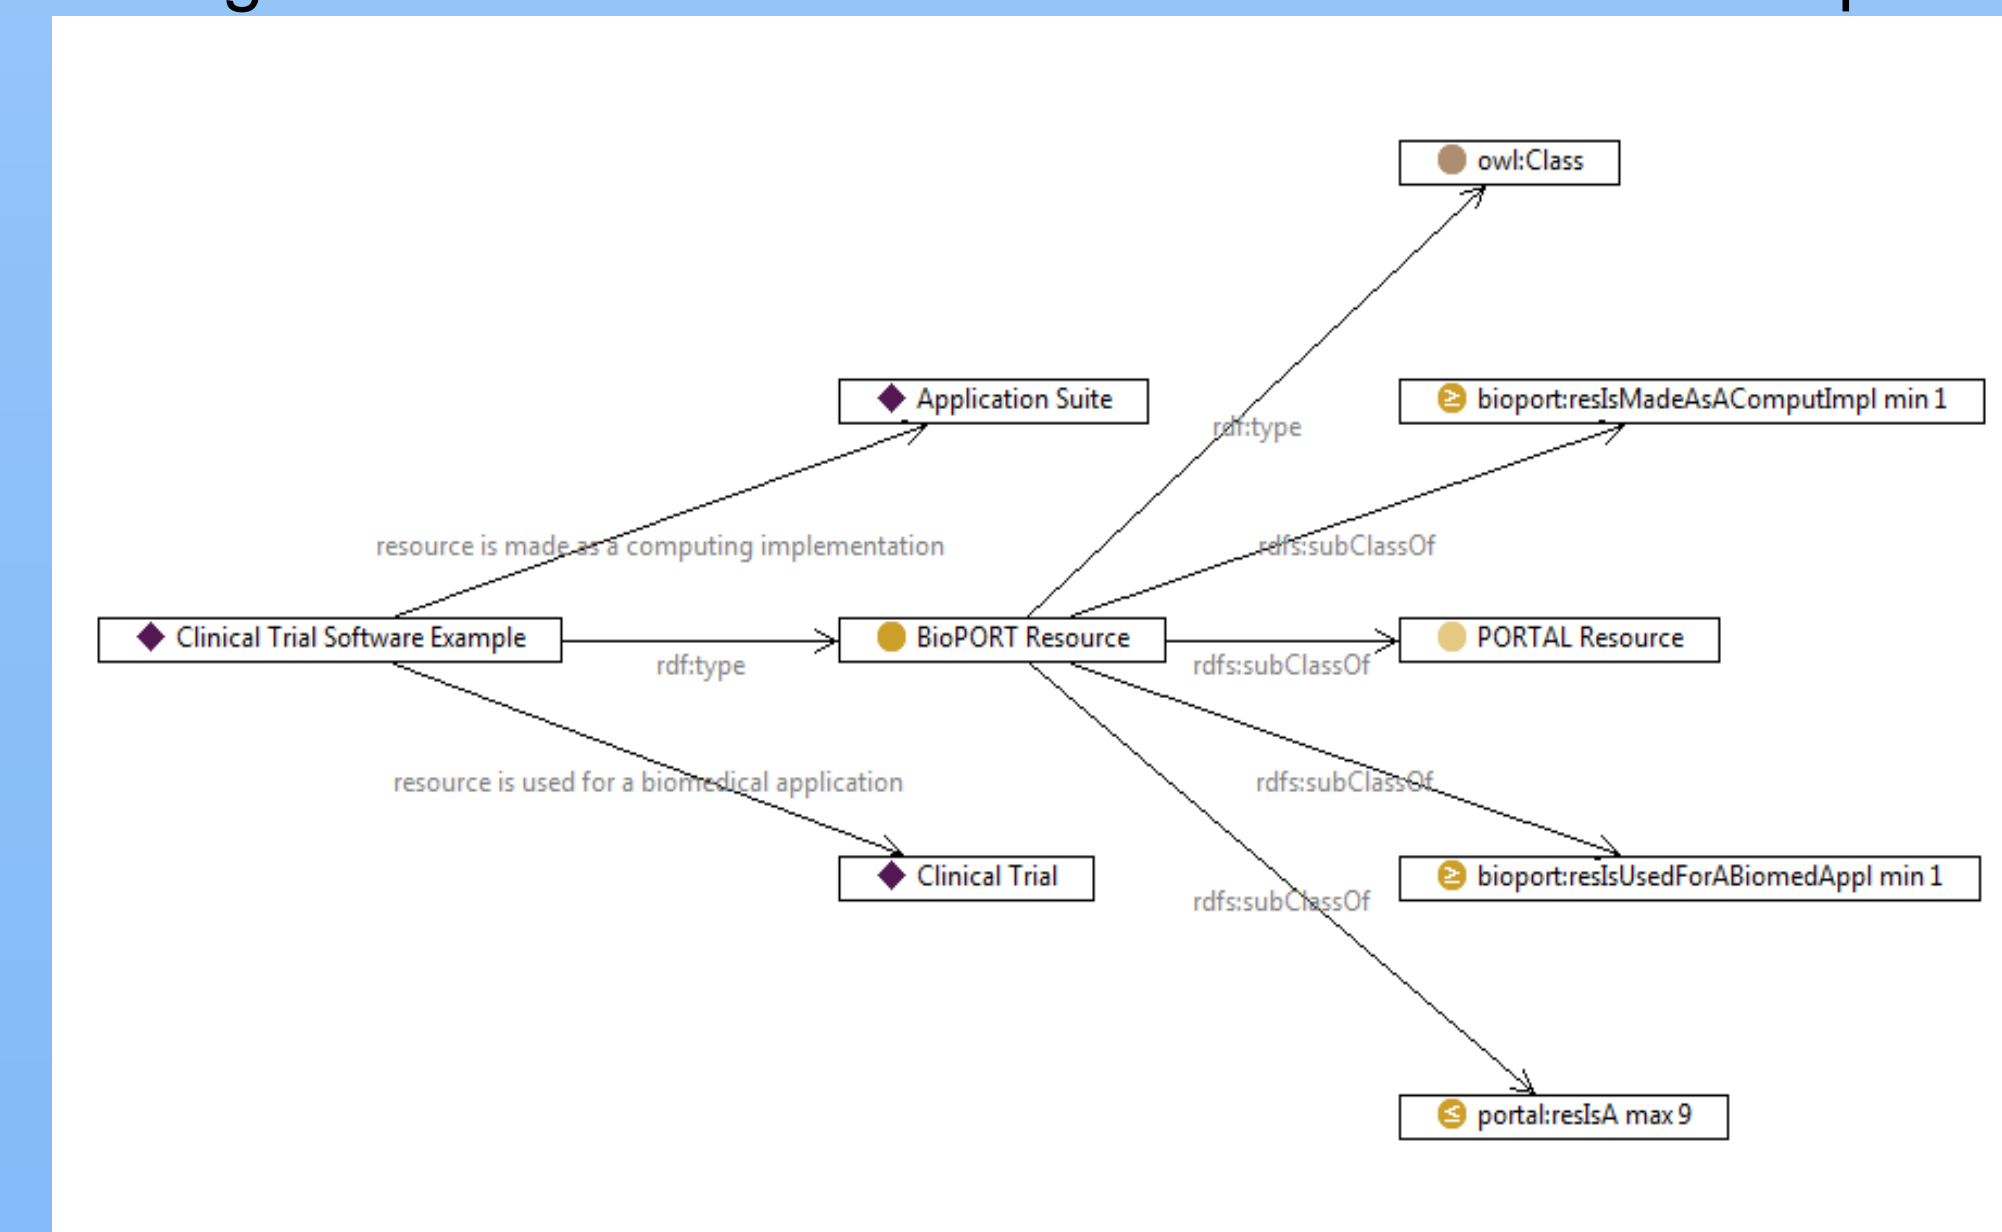 owl:Class
Application Suite
bioport:resIsMadeAsAComputImpl min 1
rdf:type
resource is made as a computing implementation
rdfs:subClassOf
Clinical Trial Software Example
BioPORT Resource
PORTAL Resource
rdf:type
rdfs:subClassOf
resource is used for a biomedical application
rdfs:subClassOf
Clinical Trial
bioport:resIsUsedForABiomedAppl min 1
rdfs:subClassOf
portal:resIsA max 9